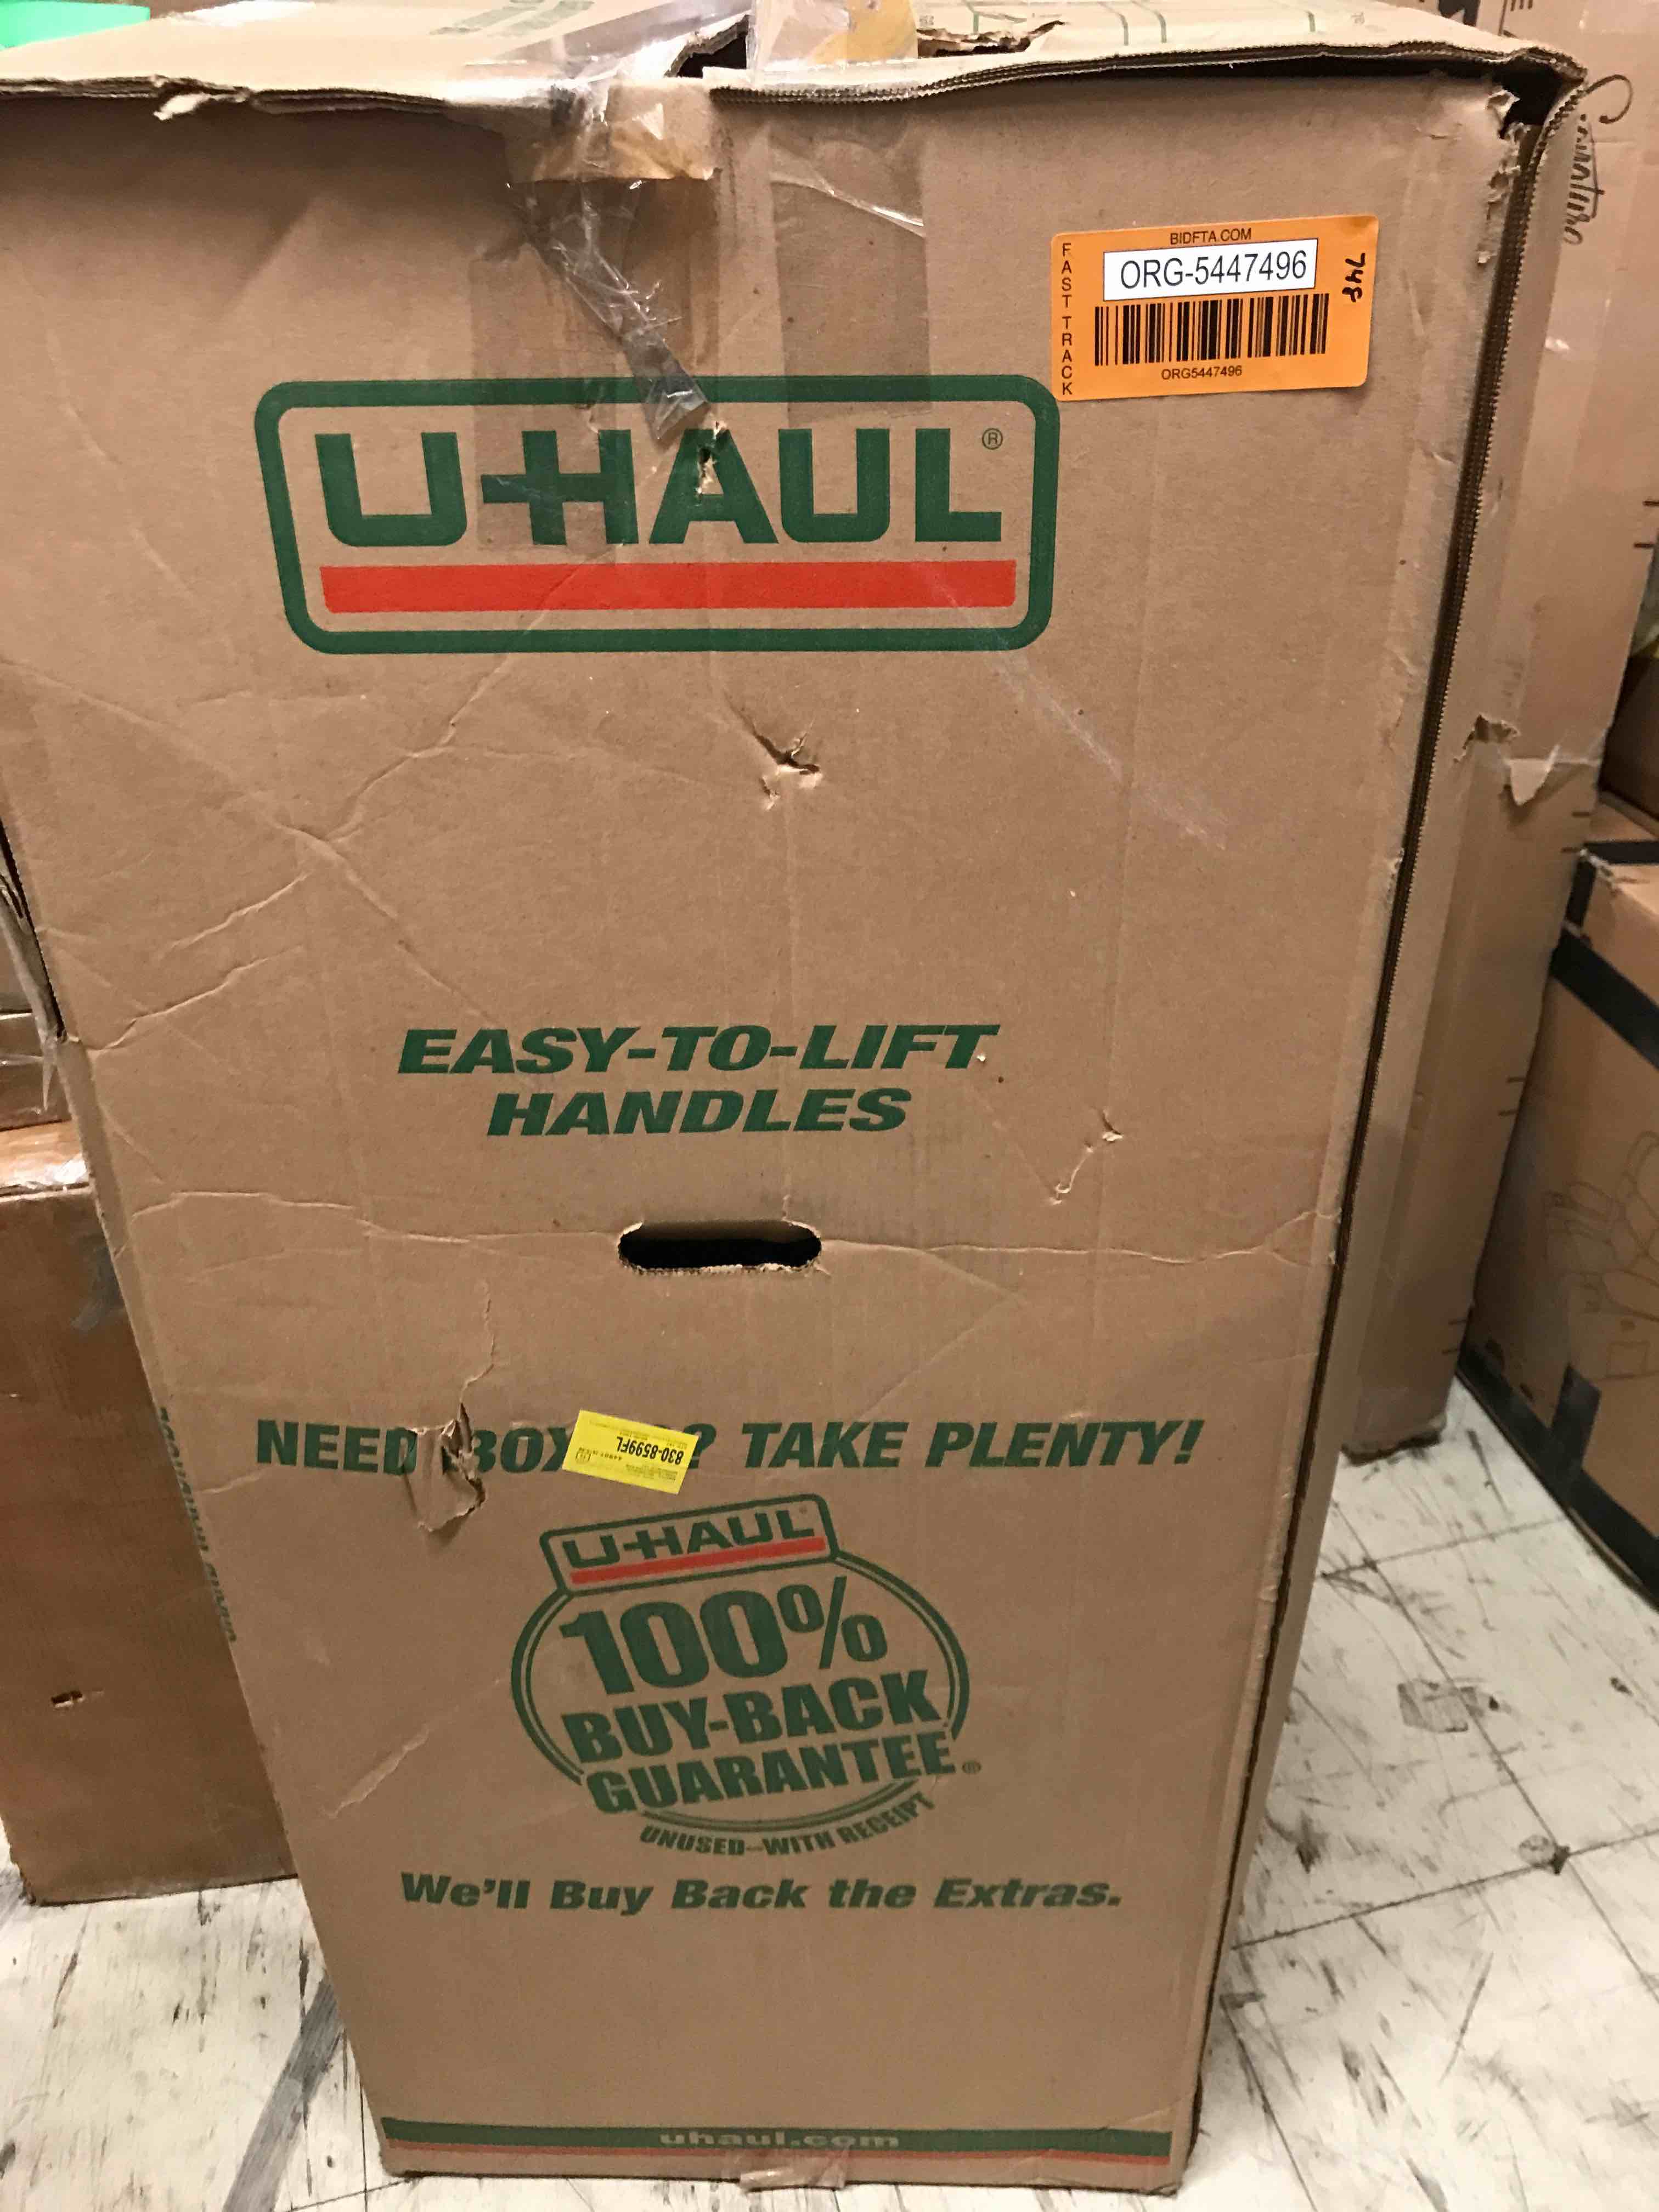 BIDFTA.COM
FAST TRACK
ORG-5447496
748
ORG5447496
U-HAUL®
EASY-TO-LIFT
HANDLES
NEED BOX ? TAKE PLENTY!
830-8599FL
U-HAUL
100%
BUY-BACK
GUARANTEE®
UNUSED-WITH RECEIPT
We'll Buy Back the Extras.
uhaul.com